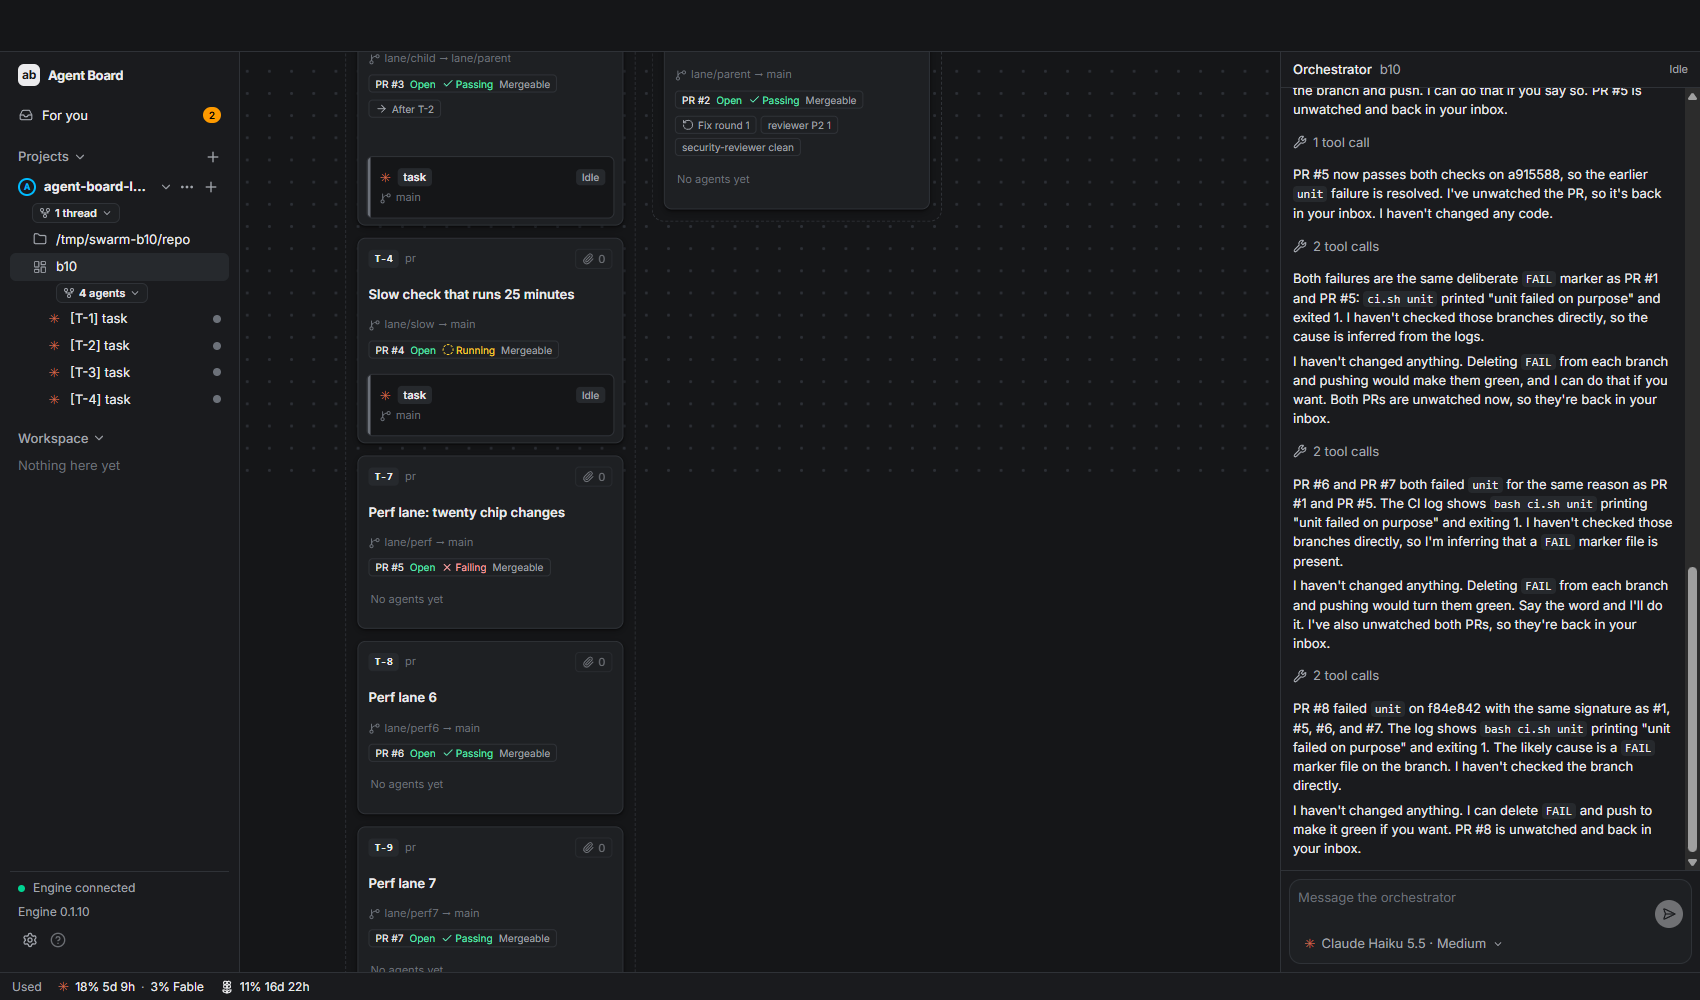 ab Agent Board
For you 2
Projects
A agent-board-l...
1 thread
/tmp/swarm-b10/repo
b10
4 agents
[T-1] task
[T-2] task
[T-3] task
[T-4] task
Workspace
Nothing here yet
Engine connected
Engine 0.1.10
lane/child → lane/parent
PR #3 Open Passing Mergeable
→ After T-2
task Idle
main
T-4 pr 0
Slow check that runs 25 minutes
lane/slow → main
PR #4 Open Running Mergeable
task Idle
main
T-7 pr 0
Perf lane: twenty chip changes
lane/perf → main
PR #5 Open Failing Mergeable
No agents yet
T-8 pr 0
Perf lane 6
lane/perf6 → main
PR #6 Open Passing Mergeable
No agents yet
T-9 pr 0
Perf lane 7
lane/perf7 → main
PR #7 Open Passing Mergeable
No agents yet
lane/parent → main
PR #2 Open Passing Mergeable
Fix round 1 reviewer P2 1
security-reviewer clean
No agents yet
Orchestrator b10 Idle
the branch and push. I can do that if you say so. PR #5 is
unwatched and back in your inbox.
1 tool call
PR #5 now passes both checks on a915588, so the earlier
unit failure is resolved. I've unwatched the PR, so it's back
in your inbox. I haven't changed any code.
2 tool calls
Both failures are the same deliberate FAIL marker as PR #1
and PR #5: ci.sh unit printed "unit failed on purpose" and
exited 1. I haven't checked those branches directly, so the
cause is inferred from the logs.
I haven't changed anything. Deleting FAIL from each branch
and pushing would make them green, and I can do that if you
want. Both PRs are unwatched now, so they're back in your
inbox.
2 tool calls
PR #6 and PR #7 both failed unit for the same reason as PR
#1 and PR #5. The CI log shows bash ci.sh unit printing
"unit failed on purpose" and exiting 1. I haven't checked those
branches directly, so I'm inferring that a FAIL marker file is
present.
I haven't changed anything. Deleting FAIL from each branch
and pushing would turn them green. Say the word and I'll do
it. I've also unwatched both PRs, so they're back in your
inbox.
2 tool calls
PR #8 failed unit on f84e842 with the same signature as #1,
#5, #6, and #7. The log shows bash ci.sh unit printing "unit
failed on purpose" and exiting 1. The likely cause is a FAIL
marker file on the branch. I haven't checked the branch
directly.
I haven't changed anything. I can delete FAIL and push to
make it green if you want. PR #8 is unwatched and back in
your inbox.
Message the orchestrator
Claude Haiku 5.5 · Medium
Used 18% 5d 9h · 3% Fable 11% 16d 22h